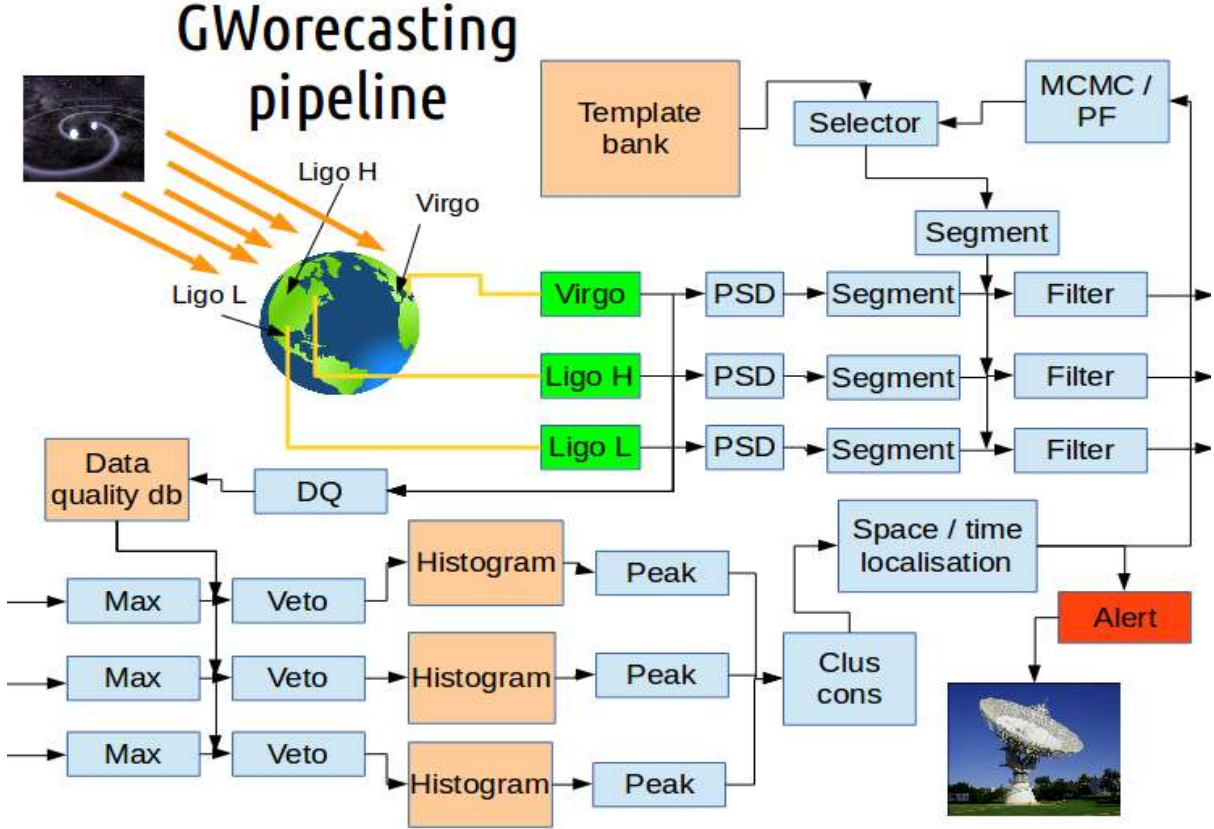 GWorecasting
pipeline
Template
bank
Selector
MCMC /
PF
Ligo H
Virgo
Ligo L
Segment
Virgo
PSD
Segment
Filter
Ligo H
PSD
Segment
Filter
Ligo L
PSD
Segment
Filter
Data
quality db
DQ
Space / time
localisation
Alert
Max
Veto
Histogram
Peak
Max
Veto
Histogram
Peak
Clus
cons
Max
Veto
Histogram
Peak